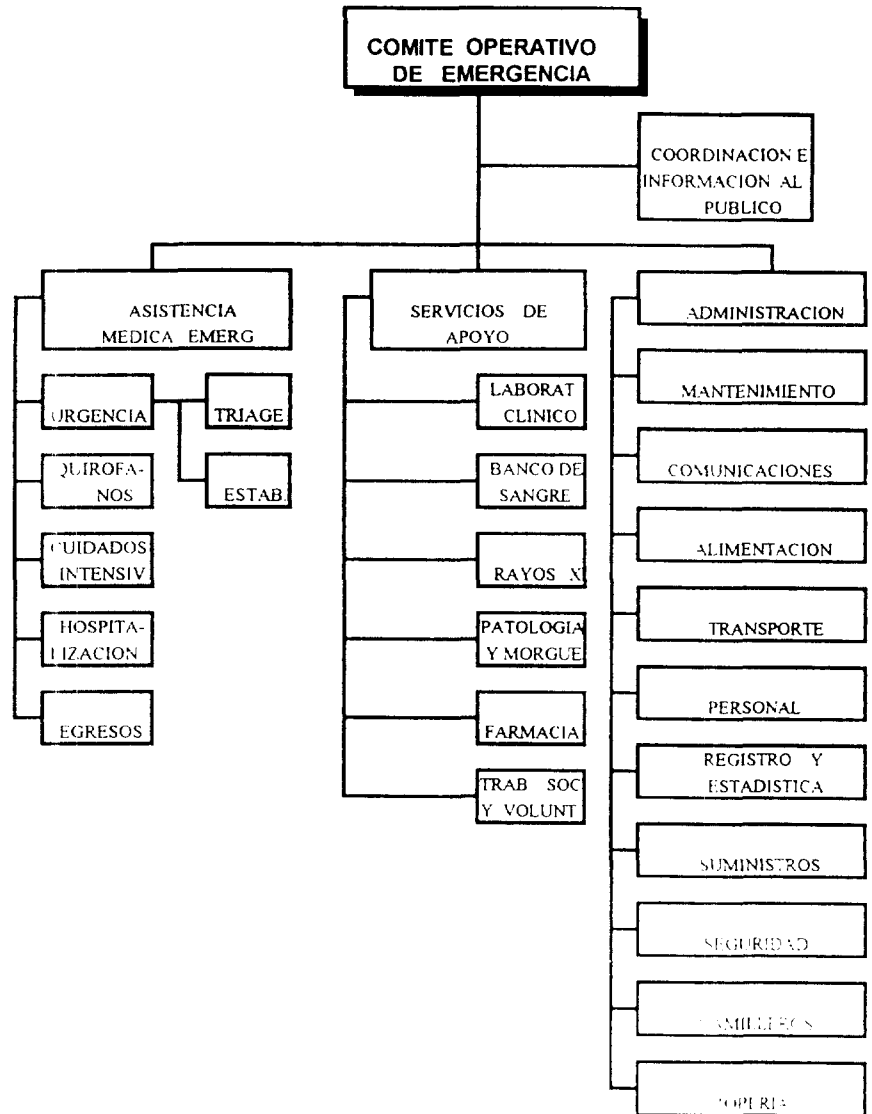 COMITE OPERATIVO
DE EMERGENCIA
COORDINACION E
INFORMACION AL
PUBLICO
ASISTENCIA
MEDICA EMERG
URGENCIA
TRIAGE
QUIROFA-
NOS
ESTAB.
CUIDADOS
INTENSIV
HOSPITA-
LIZACION
EGRESOS
SERVICIOS DE
APOYO
LABORAT
CLINICO
BANCO DE
SANGRE
RAYOS X
PATOLOGIA
Y MORGUE
FARMACIA
TRAB SOC
Y VOLUNT
ADMINISTRACION
MANTENIMIENTO
COMUNICACIONES
ALIMENTACION
TRANSPORTE
PERSONAL
REGISTRO Y
ESTADISTICA
SUMINISTROS
SEGURIDAD
CAMILLEROS